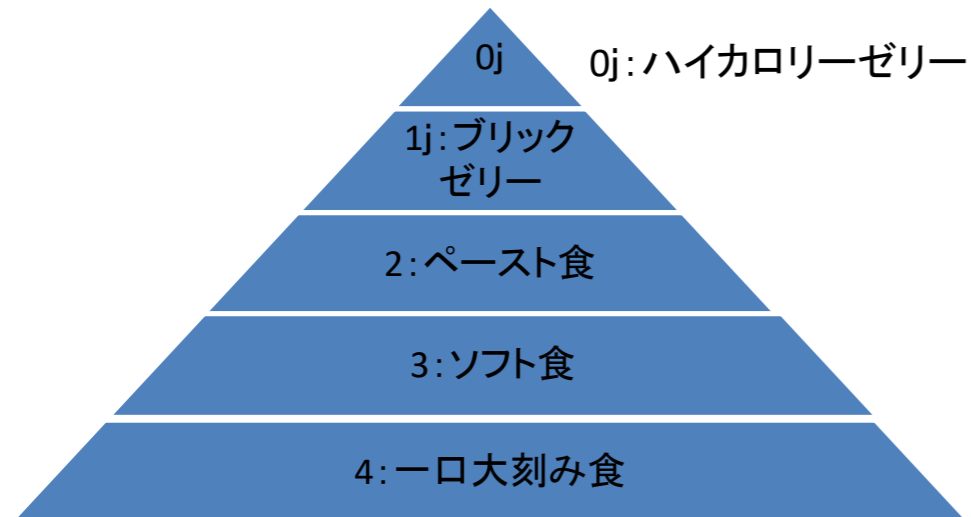 0j
0j：ハイカロリーゼリー
1j：ブリック
ゼリー
2：ペースト食
3：ソフト食
4：一口大刻み食